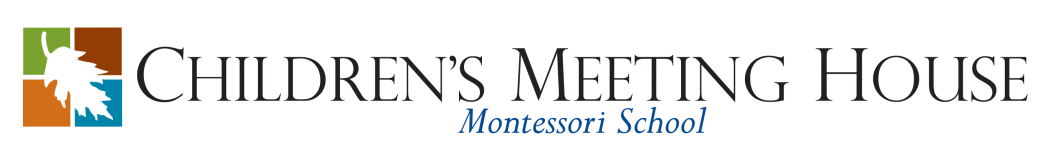 Children's Meeting House
Montessori School